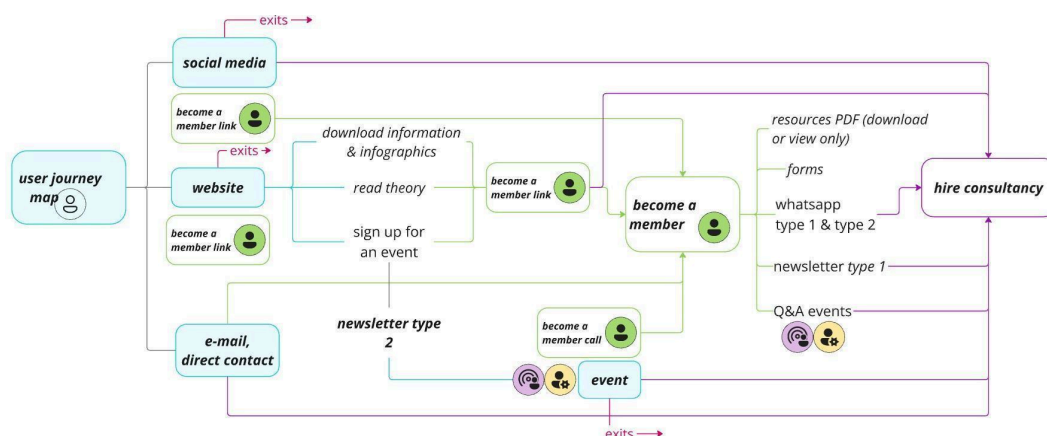 exits
social media
become a
member link
user journey
map
exits
website
become a
member link
e-mail,
direct contact
download information
& infographics
read theory
sign up for
an event
newsletter type
2
become a
member link
become a
member call
event
exits
become a
member
resources PDF (download
or view only)
forms
whatsapp
type 1 & type 2
newsletter type 1
Q&A events
hire consultancy